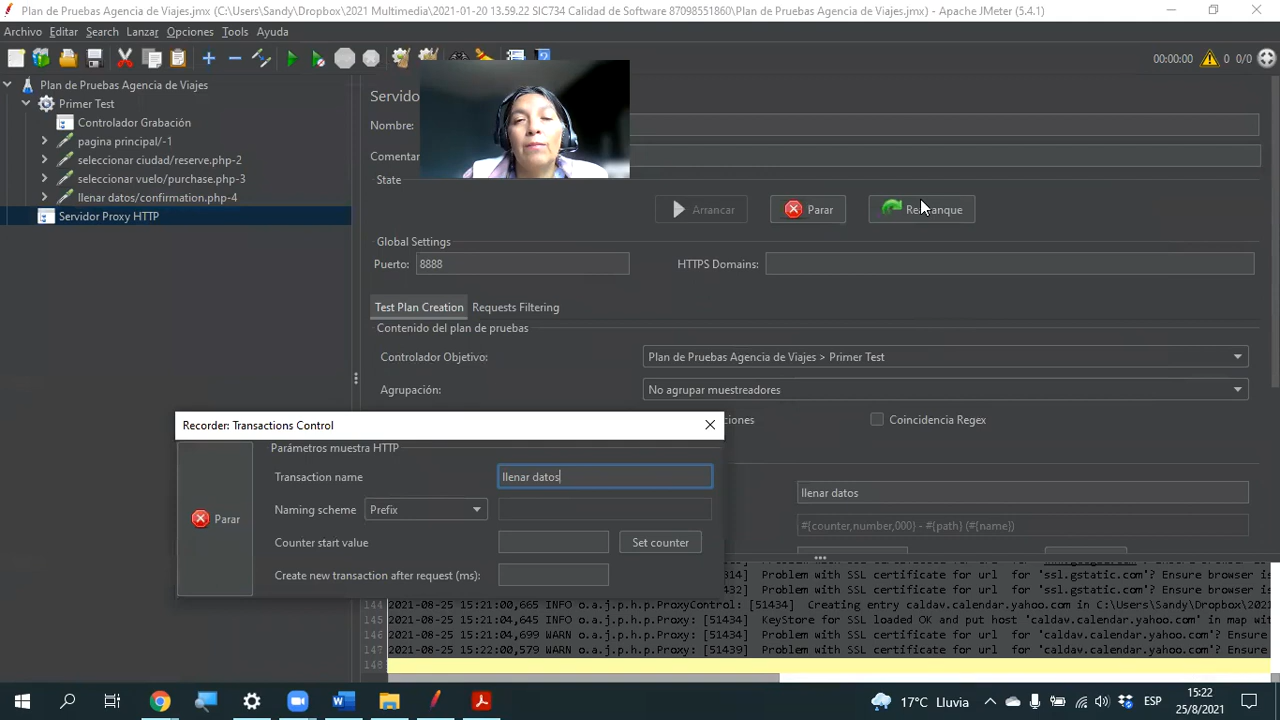 Plan de Pruebas Agencia de Viajes.jmx (C:\Users\Sandy\Dropbox\2021 Multimedia\2021-01-20 13.59.22 SIC734 Calidad de Software 87098551860\Plan de Pruebas Agencia de Viajes.jmx) - Apache JMeter (5.4.1)
Archivo Editar Search Lanzar Opciones Tools Ayuda
00:00:00 0 0/0
Plan de Pruebas Agencia de Viajes
Primer Test
Controlador Grabación
pagina principal/-1
seleccionar ciudad/reserve.php-2
seleccionar vuelo/purchase.php-3
llenar datos/confirmation.php-4
Servidor Proxy HTTP
Servidor
Nombre:
Comentar
State
Arrancar Parar
Global Settings
Puerto: 8888 HTTPS Domains:
Test Plan Creation Requests Filtering
Contenido del plan de pruebas
Controlador Objetivo: Plan de Pruebas Agencia de Viajes > Primer Test
Agrupación: No agrupar muestreadores
ciones Coincidencia Regex
llenar datos
#{counter,number,000} - #{path} (#{name})
Recorder: Transactions Control
Parámetros muestra HTTP
Transaction name llenar datos
Naming scheme Prefix
Parar
Counter start value Set counter
Create new transaction after request (ms):
314] Problem with SSL certificate for url for 'ssl.gstatic.com'? Ensure browser is
432] Problem with SSL certificate for url for 'ssl.gstatic.com'? Ensure browser is
144 2021-08-25 15:21:00,665 INFO o.a.j.p.h.p.ProxyControl: [51434] Creating entry caldav.calendar.yahoo.com in C:\Users\Sandy\Dropbox\2021
145 2021-08-25 15:21:04,645 INFO o.a.j.p.h.p.Proxy: [51434] KeyStore for SSL loaded OK and put host 'caldav.calendar.yahoo.com' in map wit
146 2021-08-25 15:21:04,699 WARN o.a.j.p.h.p.Proxy: [51434] Problem with SSL certificate for url for 'caldav.calendar.yahoo.com'? Ensure
147 2021-08-25 15:22:00,579 WARN o.a.j.p.h.p.Proxy: [51439] Problem with SSL certificate for url for 'caldav.calendar.yahoo.com'? Ensure
148
17°C Lluvia ESP 15:22
25/8/2021